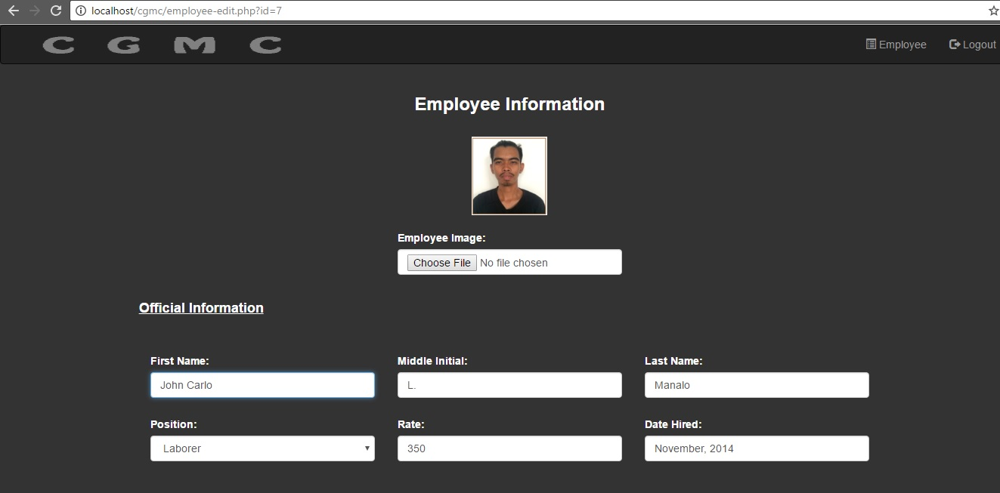 localhost/cgmc/employee-edit.php?id=7
C G M C Employee Logout
Employee Information
Employee Image:
Choose File No file chosen
Official Information
First Name: Middle Initial: Last Name:
John Carlo L. Manalo
Position: Rate: Date Hired:
Laborer 350 November, 2014